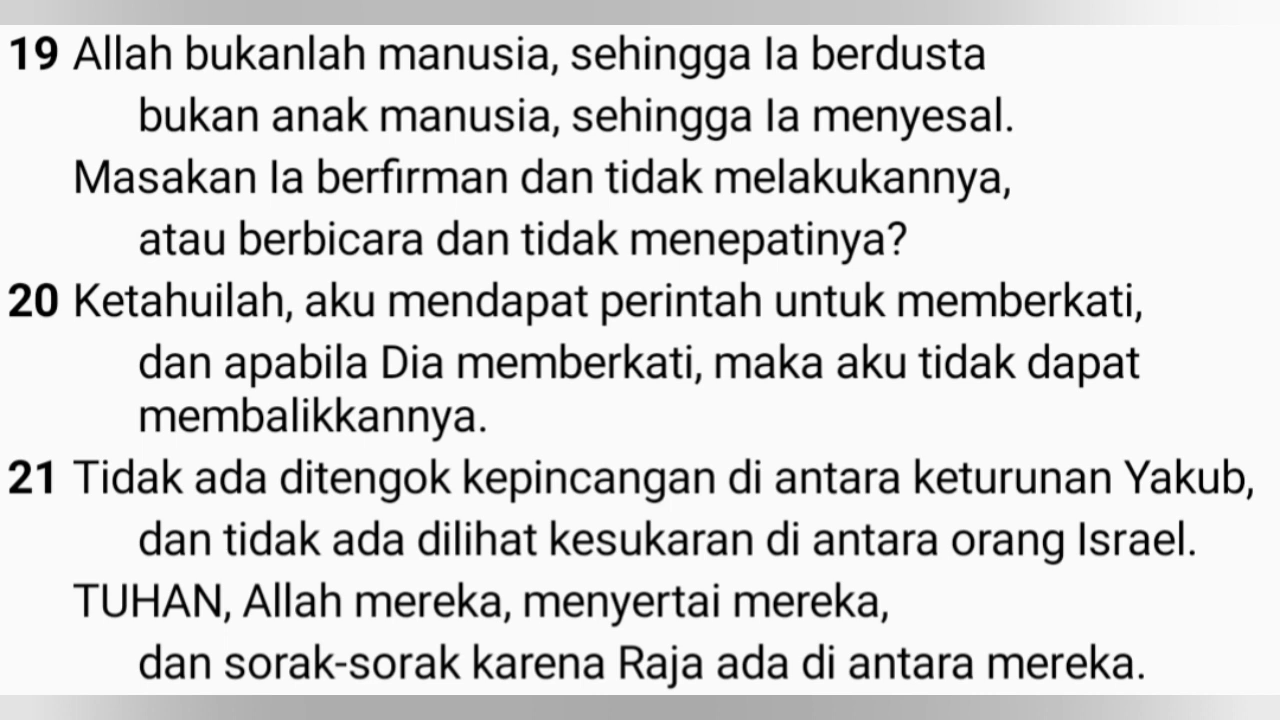 19 Allah bukanlah manusia, sehingga Ia berdusta
bukan anak manusia, sehingga Ia menyesal.
Masakan Ia berfirman dan tidak melakukannya,
atau berbicara dan tidak menepatinya?
20 Ketahuilah, aku mendapat perintah untuk memberkati,
dan apabila Dia memberkati, maka aku tidak dapat
membalikkannya.
21 Tidak ada ditengok kepincangan di antara keturunan Yakub,
dan tidak ada dilihat kesukaran di antara orang Israel.
TUHAN, Allah mereka, menyertai mereka,
dan sorak-sorak karena Raja ada di antara mereka.